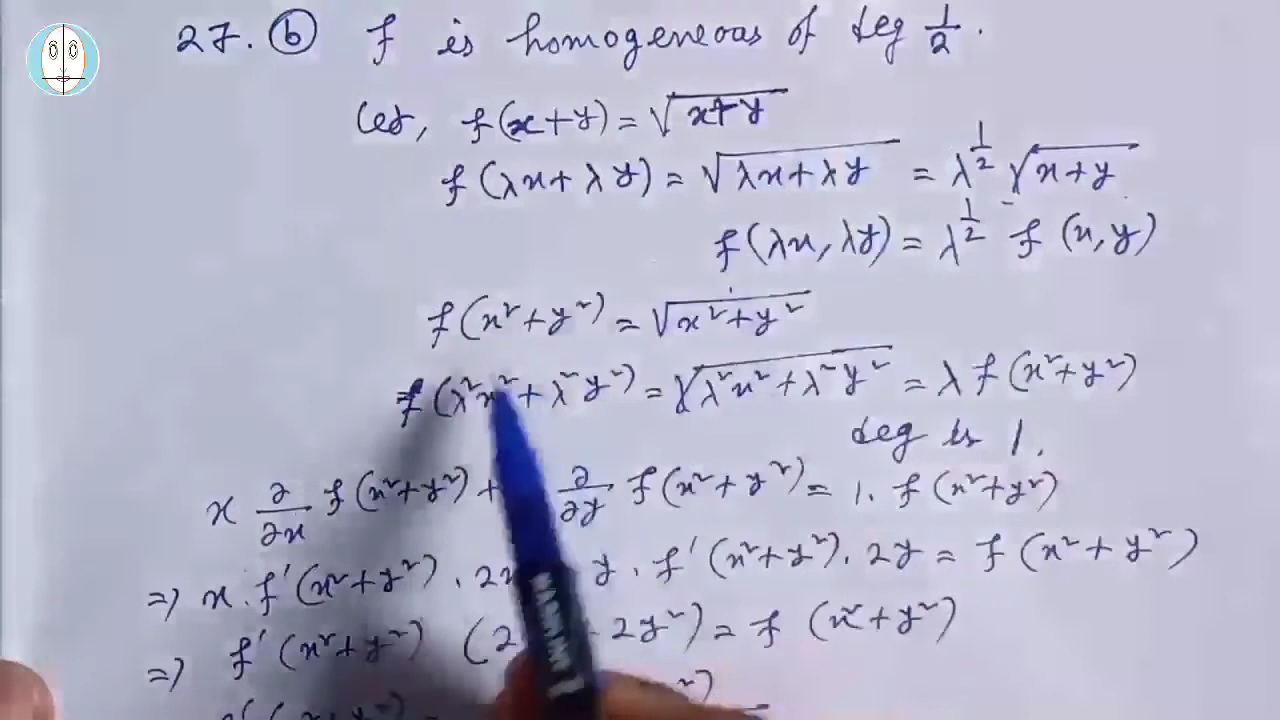 27. (b) f is homogeneous of deg 1/2.
Let, f(x+y) = √(x+y)
f(λx+λy) = √(λx+λy) = λ^(1/2) √(x+y)
f(λx, λy) = λ^(1/2) f(x, y)
f(x²+y²) = √(x²+y²)
f(λ²x²+λ²y²) = √(λ²x²+λ²y²) = λ f(x²+y²)
deg is 1.
x ∂/∂x f(x²+y²) + ∂/∂y f(x²+y²) = 1. f(x²+y²)
=> x. f'(x²+y²). 2x y. f'(x²+y²). 2y = f(x²+y²)
=> f'(x²+y²) (2 2y²) = f(x²+y²)